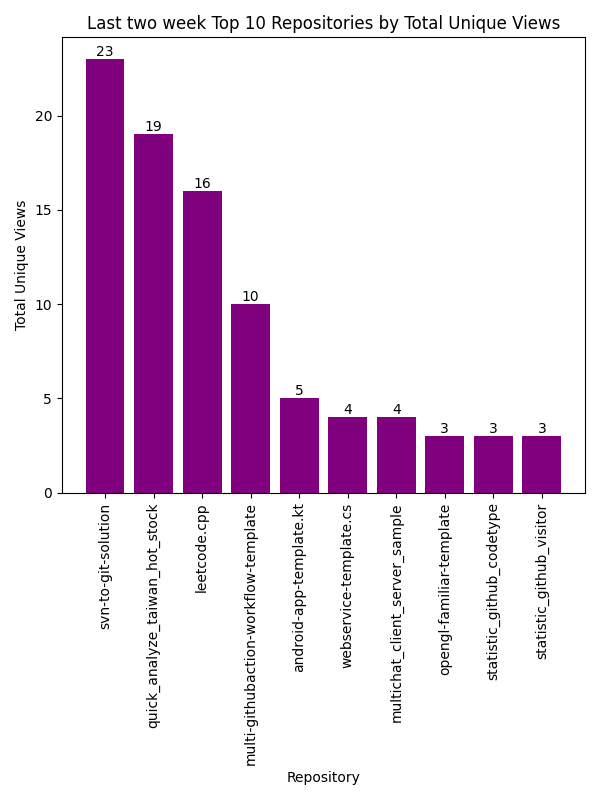 Last two week Top 10 Repositories by Total Unique Views
Total Unique Views
20
15
10
5
0
23
19
16
10
5
4
4
3
3
3
svn-to-git-solution
quick_analyze_taiwan_hot_stock
leetcode.cpp
multi-githubaction-workflow-template
android-app-template.kt
webservice-template.cs
multichat_client_server_sample
opengl-familiar-template
statistic_github_codetype
statistic_github_visitor
Repository